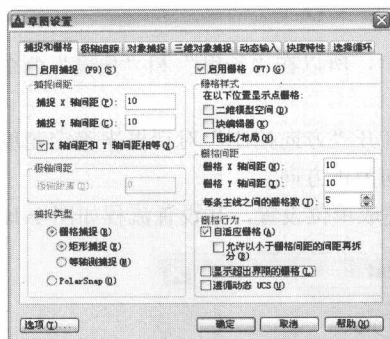 草图设置
捕捉和栅格 极轴追踪 对象捕捉 三维对象捕捉 动态输入 快捷特性 选择循环
启用捕捉 (F9)(S)
捕捉间距
捕捉 X 轴间距(P): 10
捕捉 Y 轴间距(C): 10
X 轴间距和 Y 轴间距相等(X)
极轴间距
极轴距离(D): 0
捕捉类型
栅格捕捉(R)
矩形捕捉(E)
等轴测捕捉(M)
PolarSnap(O)
启用栅格 (F7)(G)
栅格样式
在以下位置显示点栅格:
二维模型空间(D)
块编辑器(K)
图纸/布局(H)
栅格间距
栅格 X 轴间距(N): 10
栅格 Y 轴间距(I): 10
每条主线之间的栅格数(J): 5
栅格行为
自适应栅格(A)
允许以小于栅格间距的间距再拆
分(B)
显示超出界限的栅格(L)
遵循动态 UCS(U)
选项(T)... 确定 取消 帮助(H)